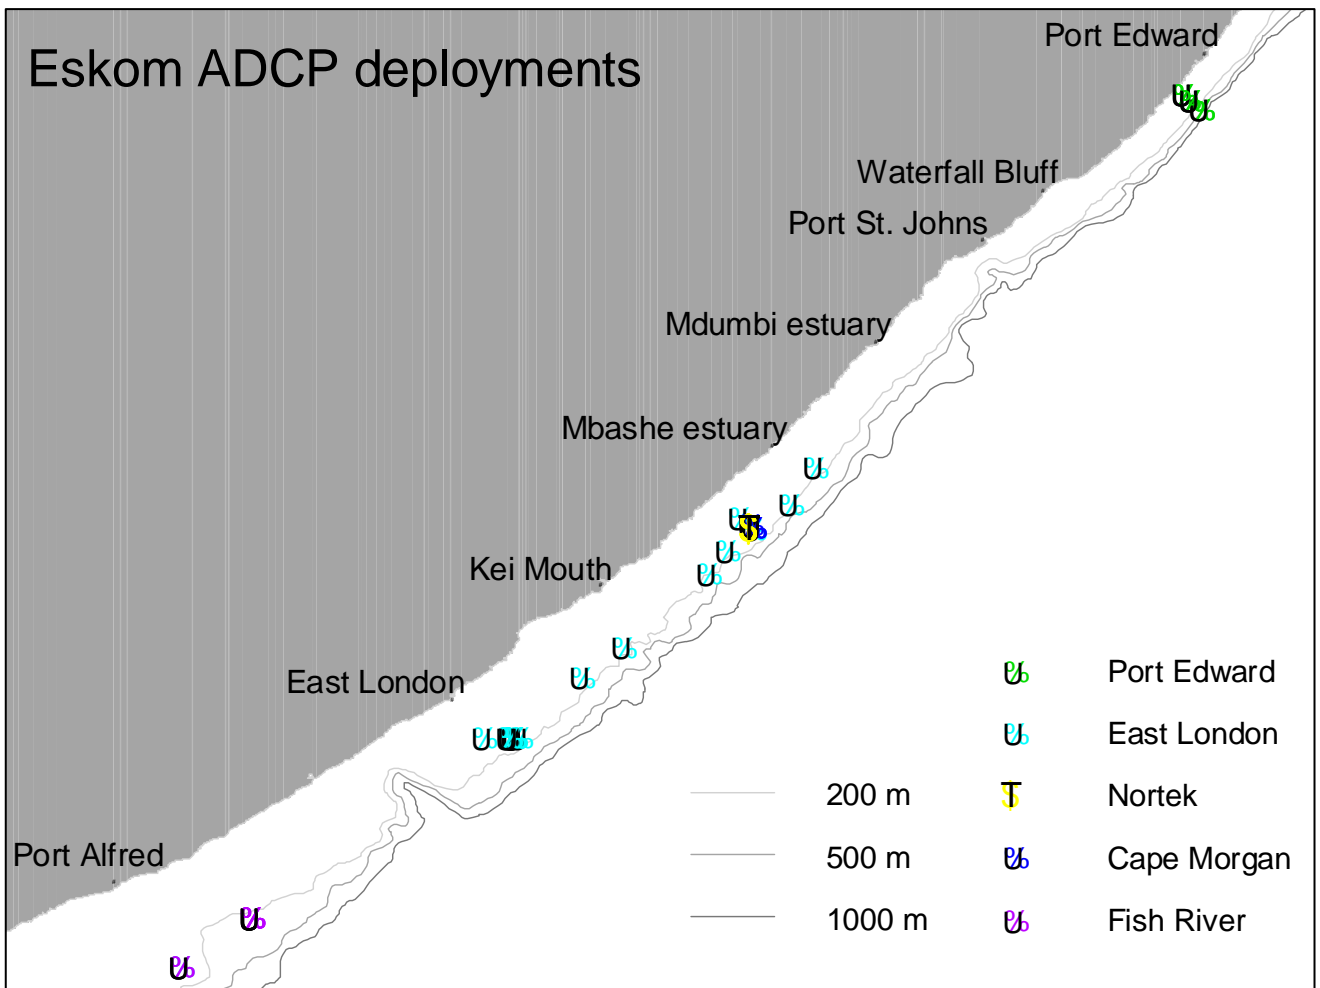 Port Edward
Eskom ADCP deployments
Waterfall Bluff
Port St. Johns
Mdumbi estuary
Mbashe estuary
Kei Mouth
East London
Port Alfred
U% Port Edward
U% East London
200 m
T$ Nortek
500 m
U% Cape Morgan
1000 m
U% Fish River